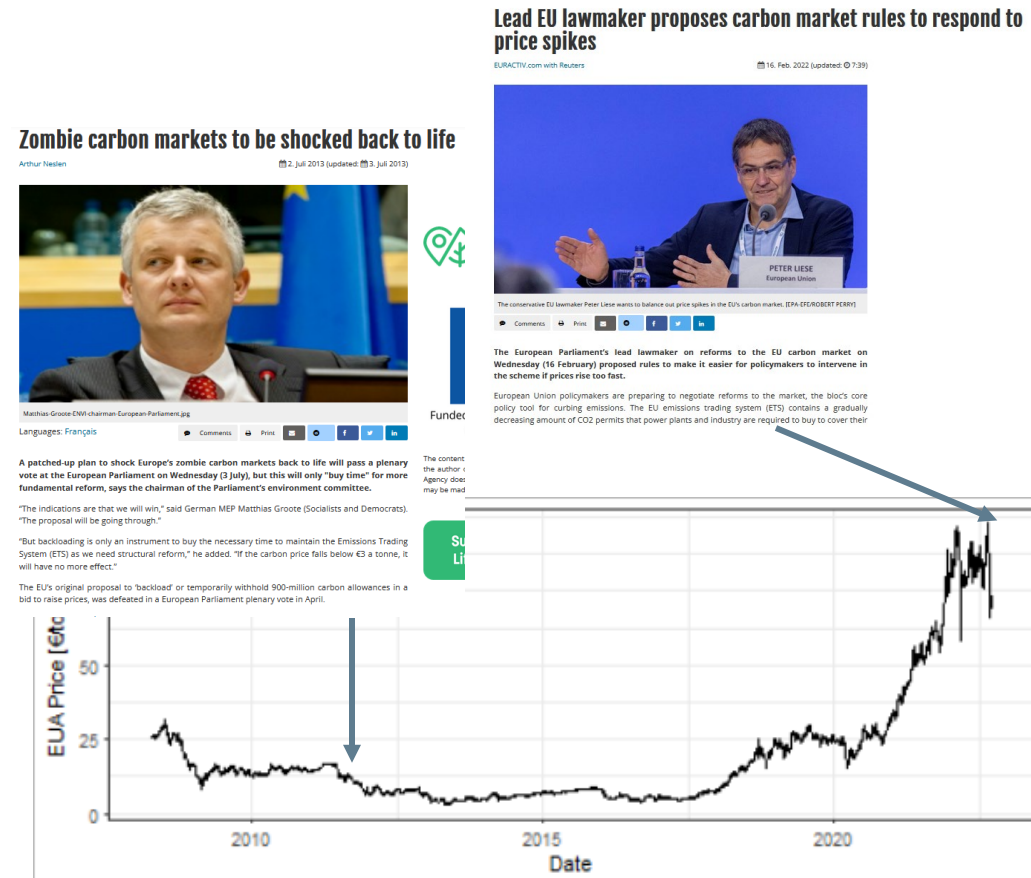 Lead EU lawmaker proposes carbon market rules to respond to
price spikes
EURACTIV.com with Reuters
16. Feb. 2022 (updated: 7:39)
PETER LIESE
European Union
The conservative EU lawmaker Peter Liese wants to balance out price spikes in the EU's carbon market. [EPA-EFE/ROBERT PERRY]
Comments Print
The European Parliament's lead lawmaker on reforms to the EU carbon market on
Wednesday (16 February) proposed rules to make it easier for policymakers to intervene in
the scheme if prices rise too fast.
European Union policymakers are preparing to negotiate reforms to the market, the bloc's core
policy tool for curbing emissions. The EU emissions trading system (ETS) contains a gradually
decreasing amount of CO2 permits that power plants and industry are required to buy to cover their
Zombie carbon markets to be shocked back to life
Arthur Neslen
2. Juli 2013 (updated: 3. Juli 2013)
Matthias-Groote-ENVI-chairman-European-Parliament.jpg
Languages: Français
Comments Print
A patched-up plan to shock Europe's zombie carbon markets back to life will pass a plenary
vote at the European Parliament on Wednesday (3 July), but this will only "buy time" for more
fundamental reform, says the chairman of the Parliament's environment committee.
"The indications are that we will win," said German MEP Matthias Groote (Socialists and Democrats).
"The proposal will be going through."
"But backloading is only an instrument to buy the necessary time to maintain the Emissions Trading
System (ETS) as we need structural reform," he added. "If the carbon price falls below €3 a tonne, it
will have no more effect."
The EU's original proposal to 'backload' or temporarily withhold 900-million carbon allowances in a
bid to raise prices, was defeated in a European Parliament plenary vote in April.
The content
the author
Agency does
may be mad
Su
EUA Price [€/to
50
25
0
2010
2015
2020
Date